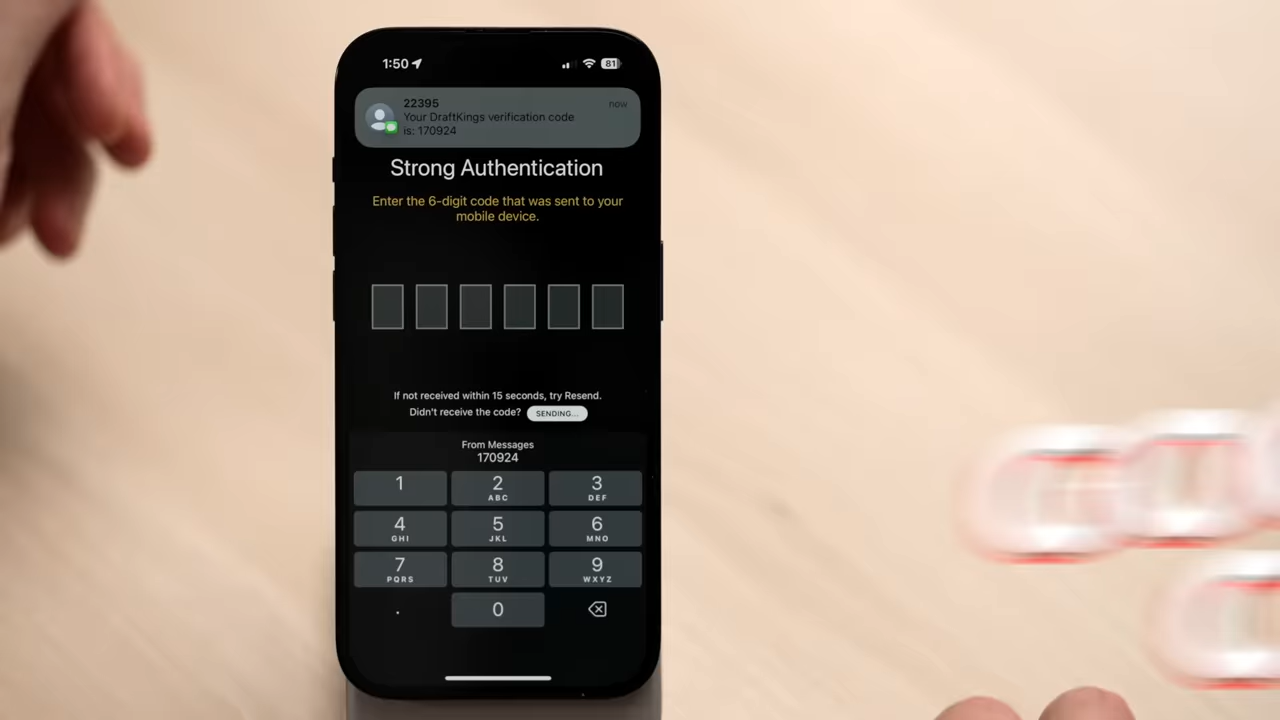 1:50
81
22395
now
Your DraftKings verification code
is: 170924
Strong Authentication
Enter the 6-digit code that was sent to your
mobile device.
If not received within 15 seconds, try Resend.
Didn't receive the code? SENDING...
From Messages
170924
1 2 3
ABC DEF
4 5 6
GHI JKL MNO
7 8 9
PQRS TUV WXYZ
. 0